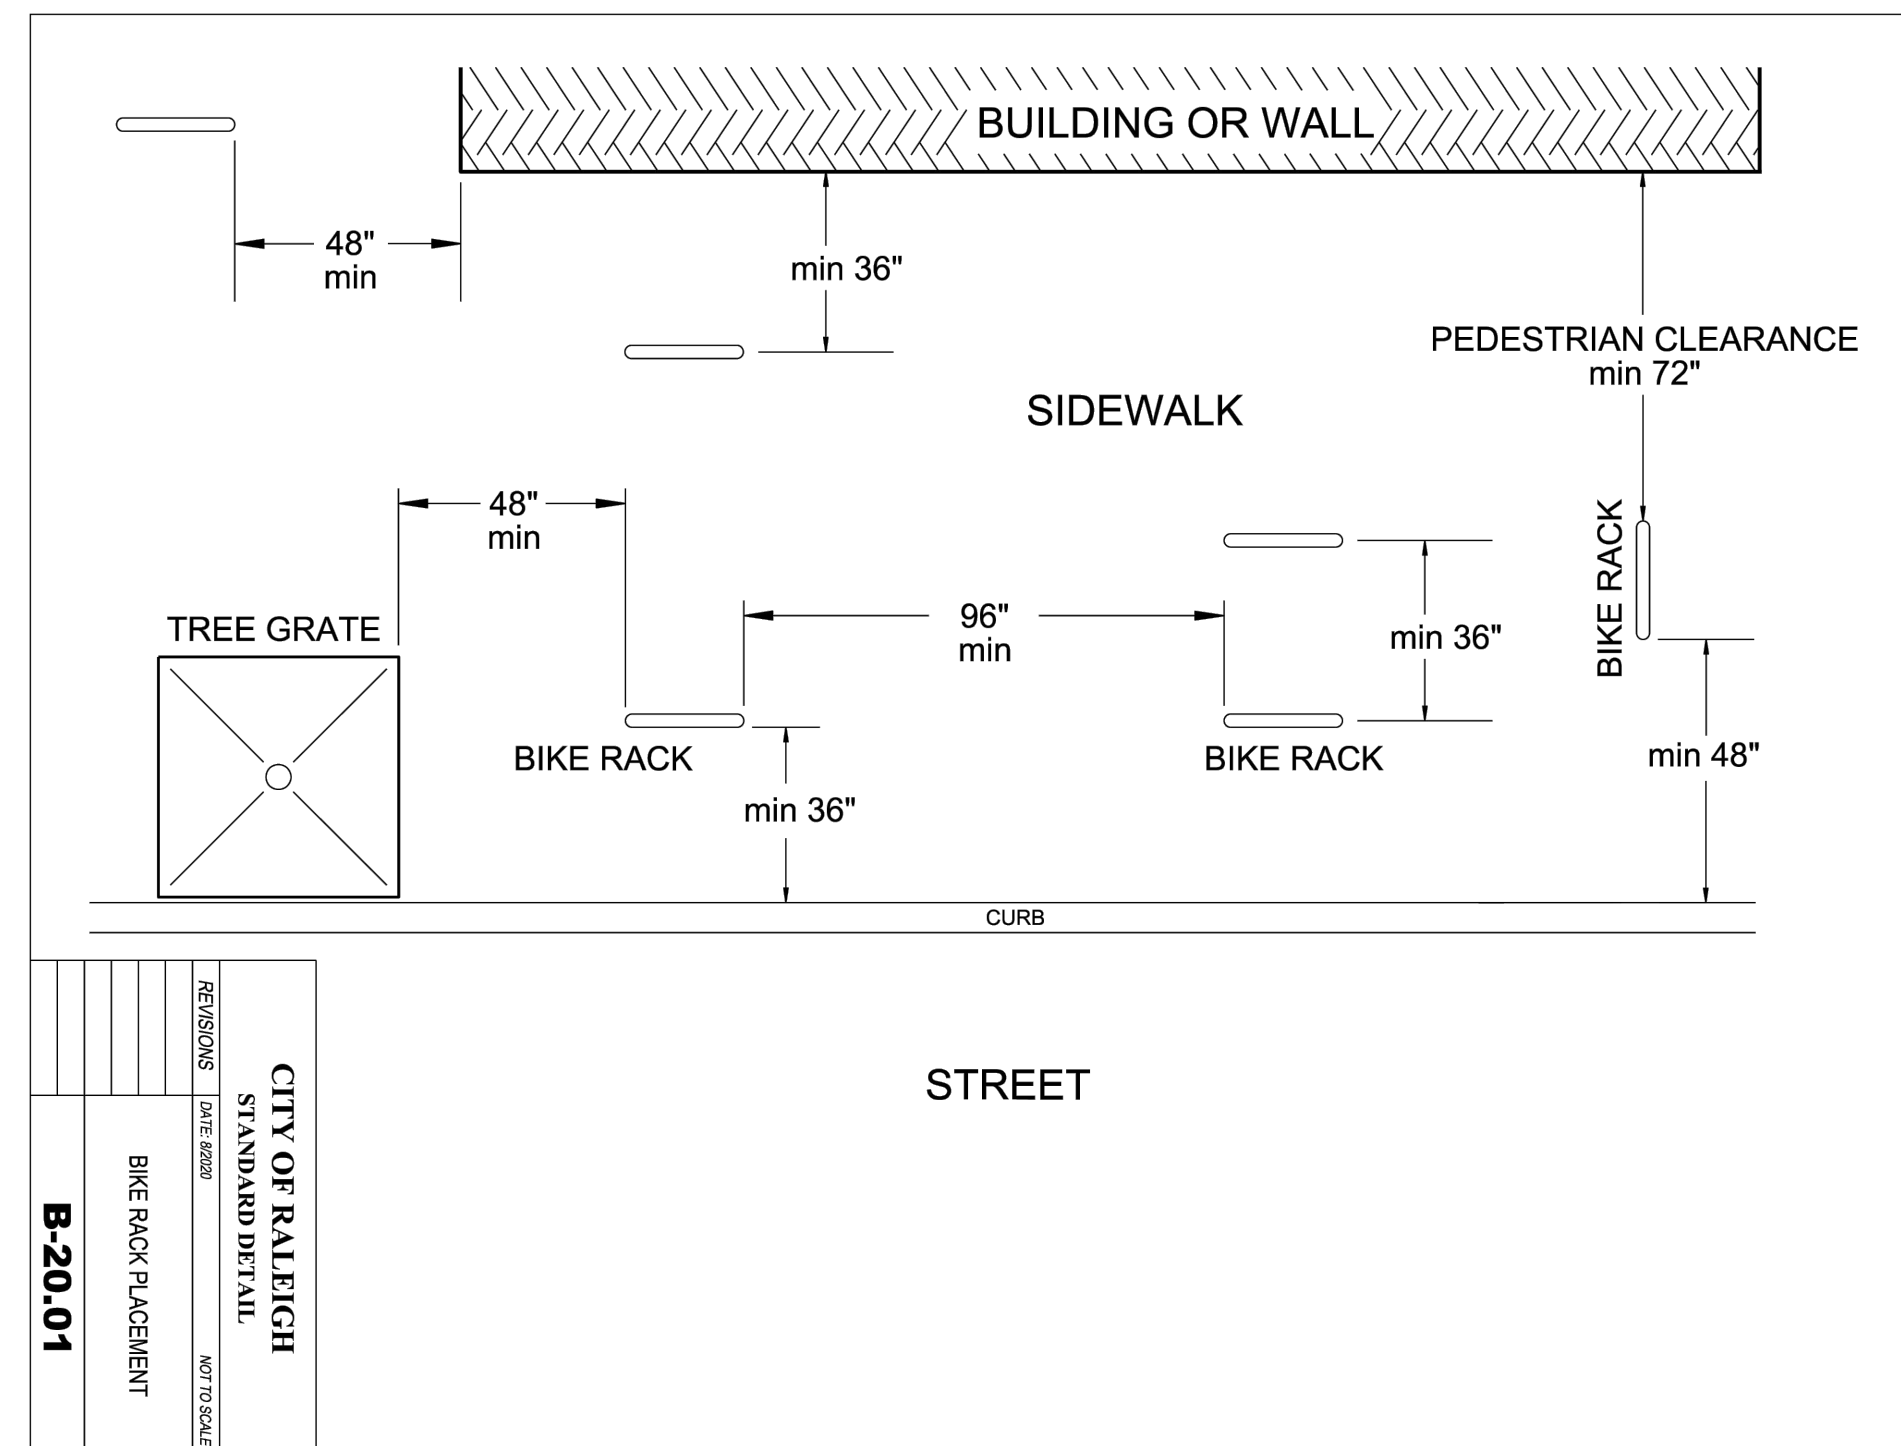 BUILDING OR WALL
48"
min
min 36"
PEDESTRIAN CLEARANCE
min 72"
SIDEWALK
48"
min
BIKE RACK
TREE GRATE
96"
min
min 36"
BIKE RACK
BIKE RACK
min 48"
min 36"
CURB
STREET
CITY OF RALEIGH
STANDARD DETAIL
REVISIONS
DATE: 8/2020
NOT TO SCALE
BIKE RACK PLACEMENT
B-20.01